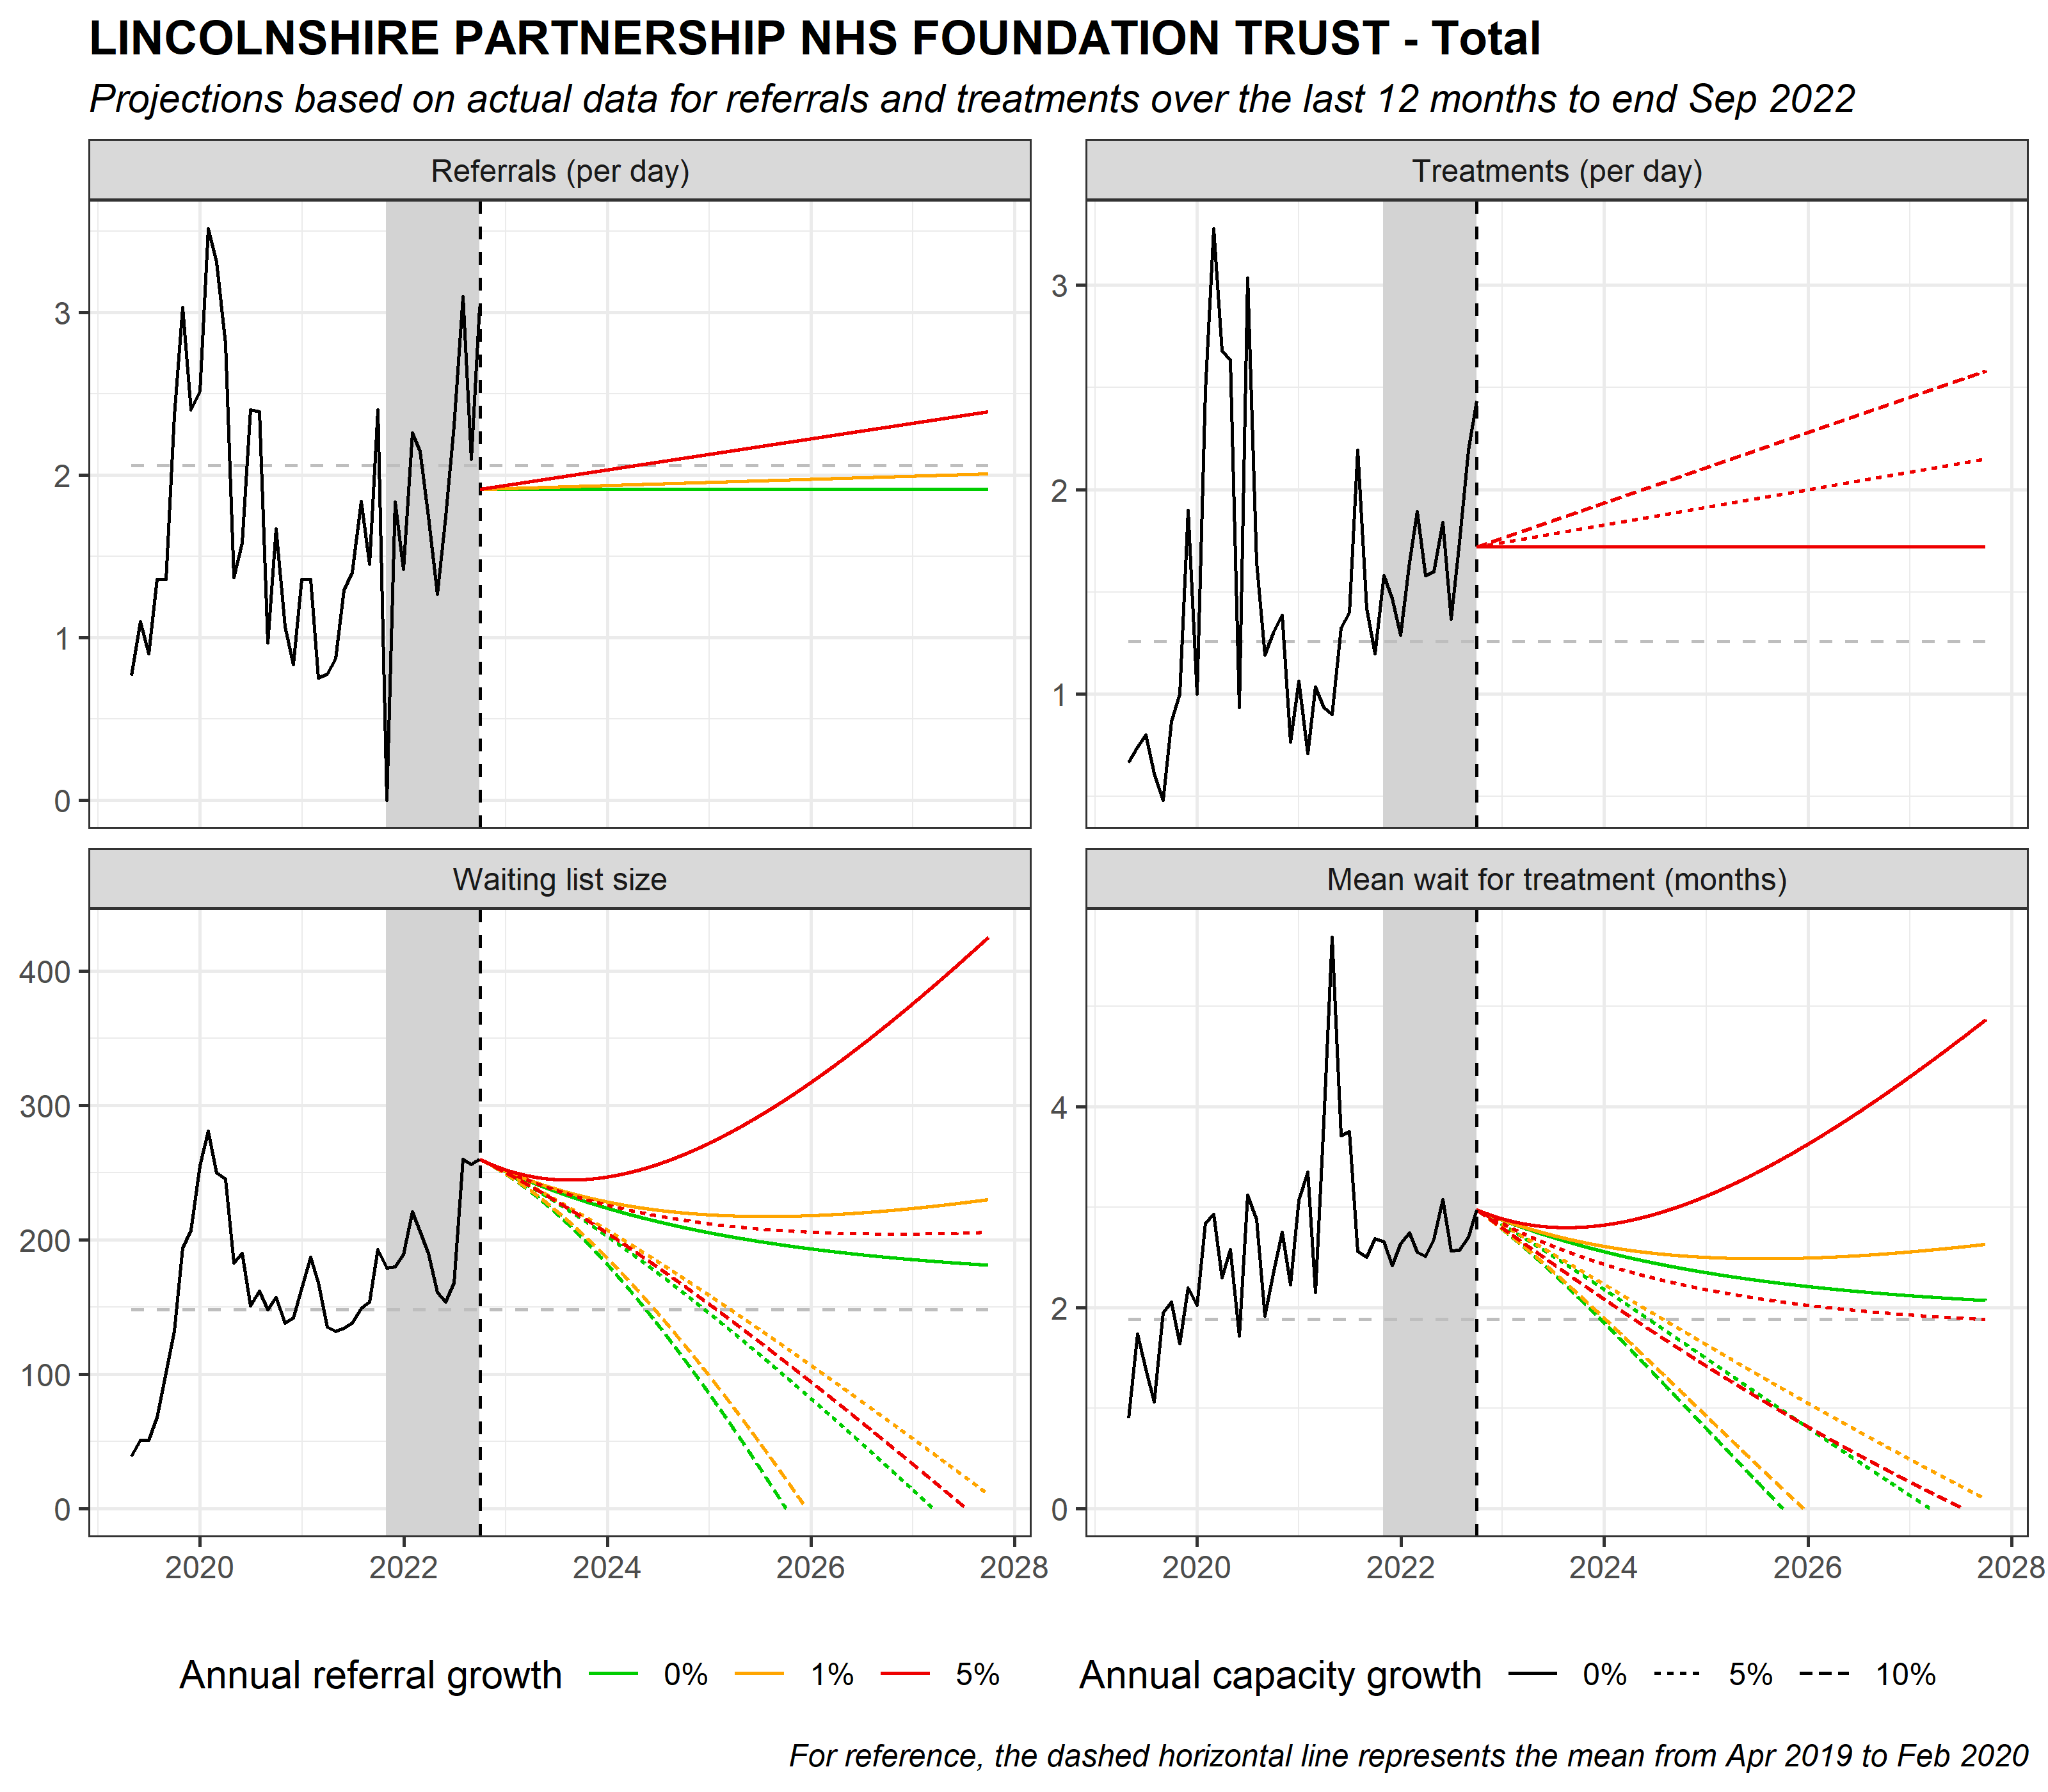 LINCOLNSHIRE PARTNERSHIP NHS FOUNDATION TRUST - Total
Projections based on actual data for referrals and treatments over the last 12 months to end Sep 2022
Referrals (per day)
Treatments (per day)
3
2
1
0
3
2
1
Waiting list size
Mean wait for treatment (months)
400
300
200
100
0
4
2
0
2020 2022 2024 2026 2028
2020 2022 2024 2026 2028
Annual referral growth 0% 1% 5%
Annual capacity growth 0% 5% 10%
For reference, the dashed horizontal line represents the mean from Apr 2019 to Feb 2020